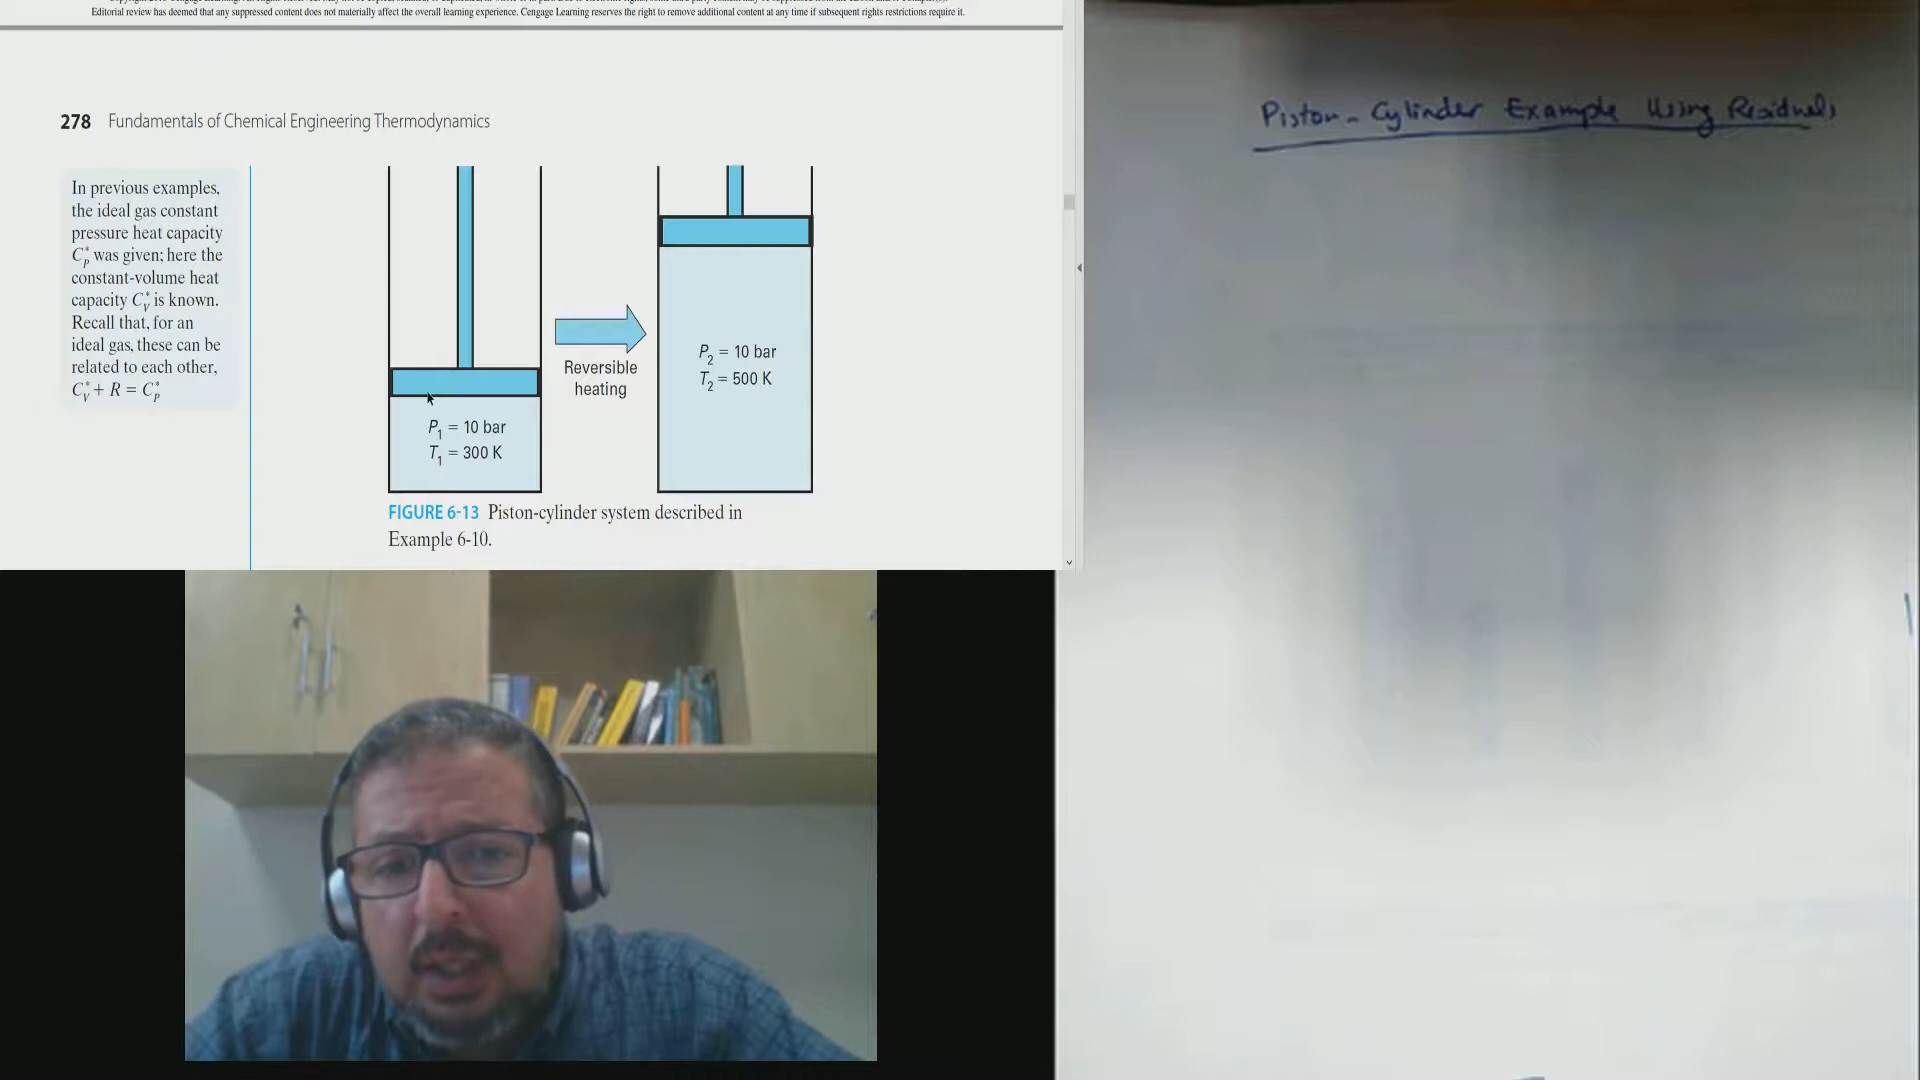 Editorial review has deemed that any suppressed content does not materially affect the overall learning experience. Cengage Learning reserves the right to remove additional content at any time if subsequent rights restrictions require it.
278 Fundamentals of Chemical Engineering Thermodynamics
In previous examples,
the ideal gas constant
pressure heat capacity
C*P was given; here the
constant-volume heat
capacity C*V is known.
Recall that, for an
ideal gas, these can be
related to each other,
C*V + R = C*P
P1 = 10 bar
T1 = 300 K
Reversible
heating
P2 = 10 bar
T2 = 500 K
FIGURE 6-13 Piston-cylinder system described in
Example 6-10.
Piston-Cylinder Example Using Residuals